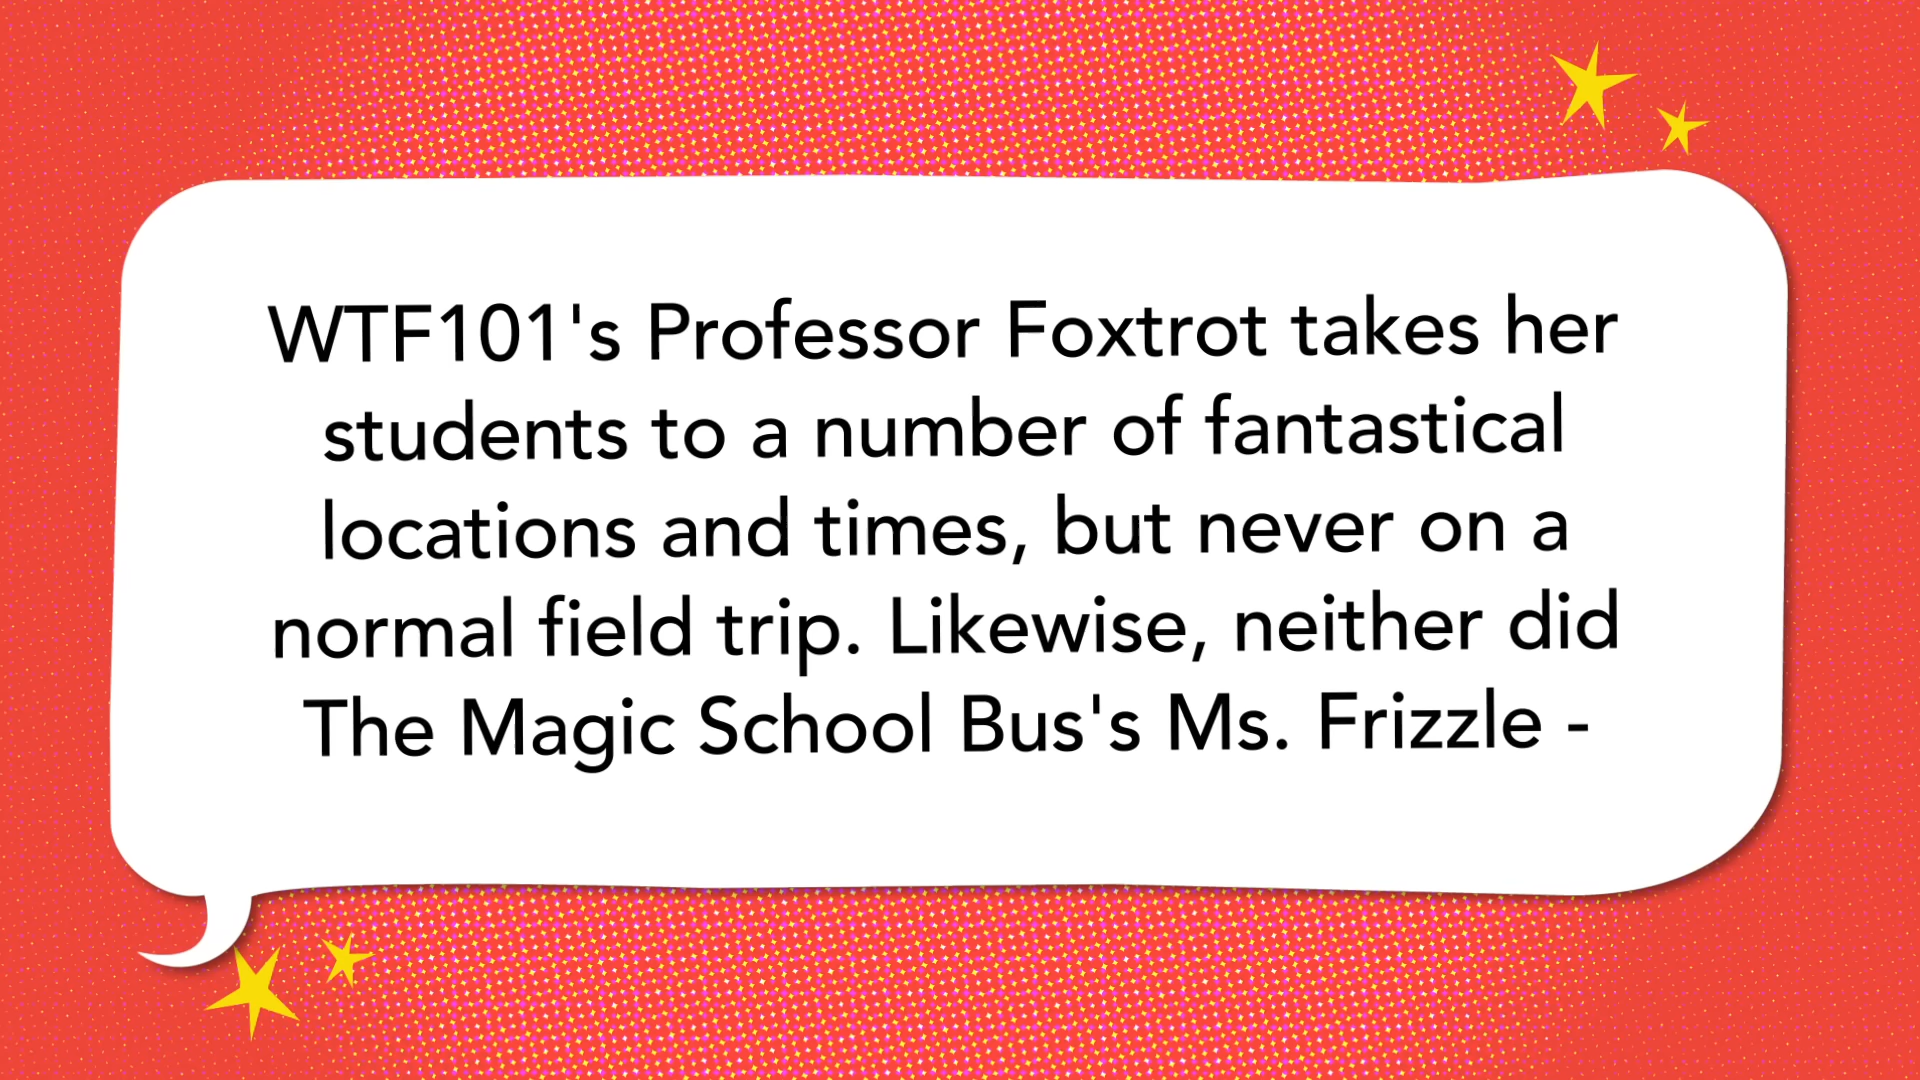 WTF101's Professor Foxtrot takes her
students to a number of fantastical
locations and times, but never on a
normal field trip. Likewise, neither did
The Magic School Bus's Ms. Frizzle -